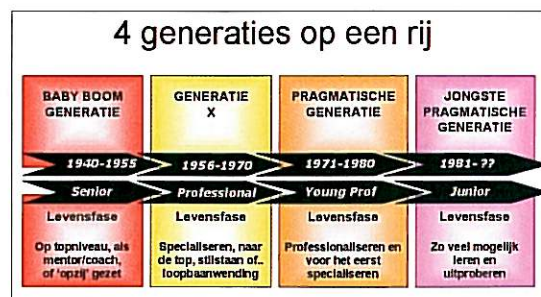 4 generaties op een rij
BABY BOOM
GENERATIE
1940-1955
Senior
Levensfase
Op topniveau, als
mentor/coach,
of 'opzij' gezet
GENERATIE
X
1956-1970
Professional
Levensfase
Specialiseren, naar
de top, stilstaan of..
loopbaanwending
PRAGMATISCHE
GENERATIE
1971-1980
Young Prof
Levensfase
Professionaliseren en
voor het eerst
specialiseren
JONGSTE
PRAGMATISCHE
GENERATIE
1981-??
Junior
Levensfase
Zo veel mogelijk
leren en
uitproberen